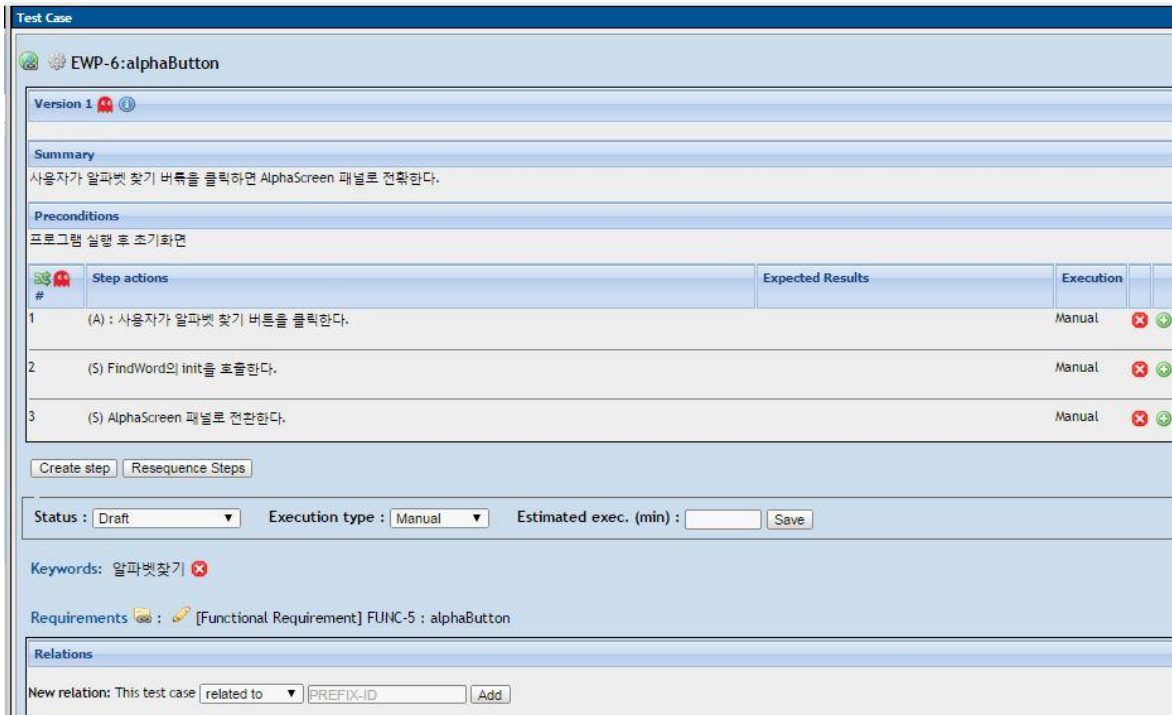 Test Case
EWP-6:alphaButton
Version 1
Summary
사용자가 알파벳 찾기 버튺을 클릭하면 AlphaScreen 패널로 전홖한다.
Preconditions
프로그램 실행 후 초기화면
# Step actions Expected Results Execution
1 (A) : 사용자가 알파벳 찾기 버튼을 클릭한다. Manual
2 (S) FindWord의 init을 호출한다. Manual
3 (S) AlphaScreen 패널로 전환한다. Manual
Create step Resequence Steps
Status : Draft Execution type : Manual Estimated exec. (min) : Save
Keywords: 알파벳찾기
Requirements : [Functional Requirement] FUNC-5 : alphaButton
Relations
New relation: This test case related to PREFIX-ID Add